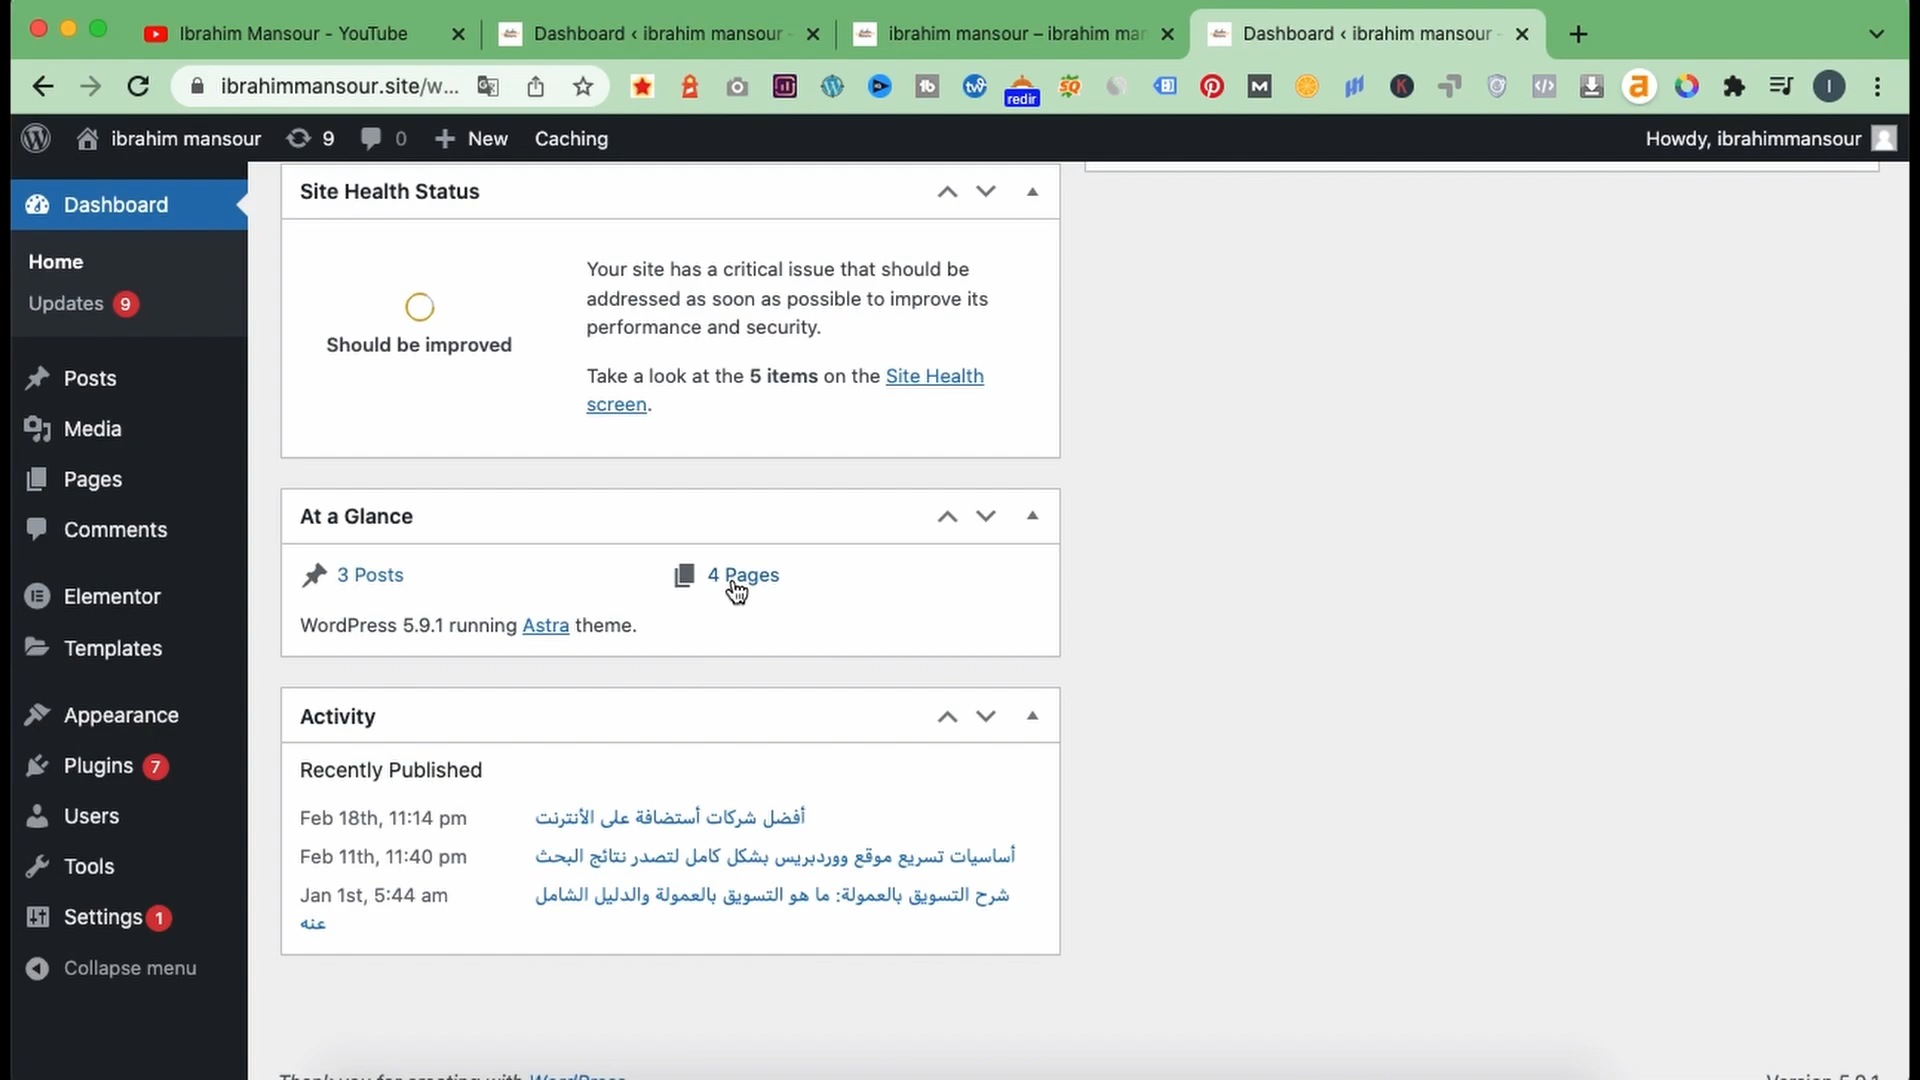 Ibrahim Mansour - YouTube
Dashboard ‹ ibrahim mansour -
ibrahim mansour – ibrahim mar
Dashboard ‹ ibrahim mansour -
ibrahimmansour.site/w...
redir
ibrahim mansour
9
0
New
Caching
Howdy, ibrahimmansour
Dashboard
Home
Updates 9
Posts
Media
Pages
Comments
Elementor
Templates
Appearance
Plugins 7
Users
Tools
Settings 1
Collapse menu
Site Health Status
Should be improved
Your site has a critical issue that should be
addressed as soon as possible to improve its
performance and security.
Take a look at the 5 items on the Site Health
screen.
At a Glance
3 Posts
4 Pages
WordPress 5.9.1 running Astra theme.
Activity
Recently Published
Feb 18th, 11:14 pm أفضل شركات أستضافة على الأنترنت
Feb 11th, 11:40 pm أساسيات تسريع موقع ووردبريس بشكل كامل لتصدر نتائج البحث
Jan 1st, 5:44 am شرح التسويق بالعمولة: ما هو التسويق بالعمولة والدليل الشامل
عنه
Thank you for creating with WordPress
Version 5.9.1